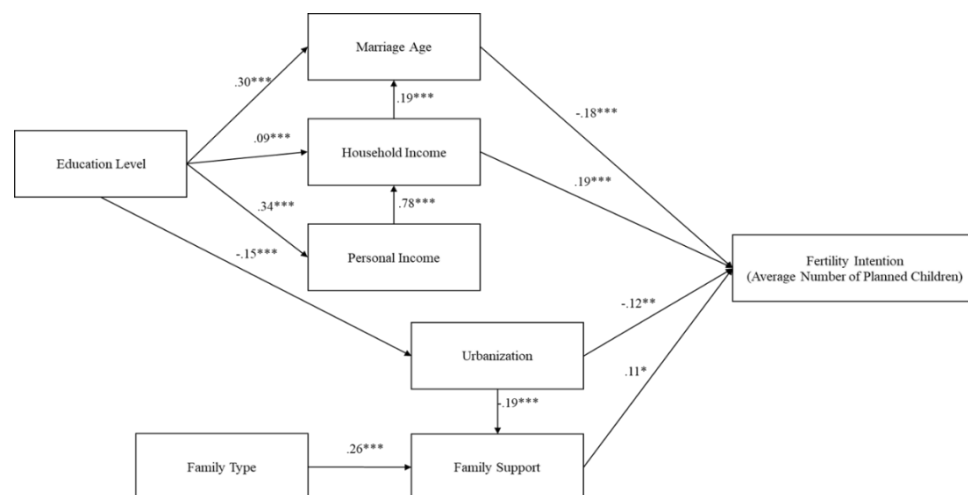 Marriage Age
.30***
.19***
-.18***
.09***
Household Income
Education Level
.19***
.34***
.78***
-.15***
Personal Income
Fertility Intention
(Average Number of Planned Children)
-.12**
Urbanization
.11*
-.19***
.26***
Family Type
Family Support